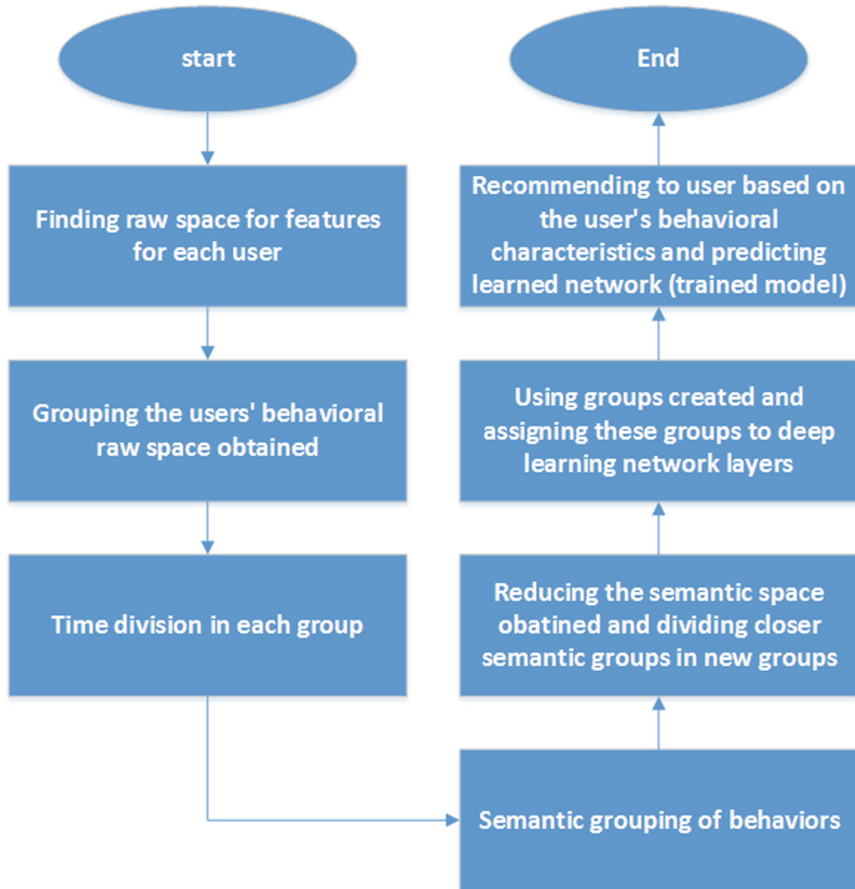 start
Finding raw space for features
for each user
Grouping the users' behavioral
raw space obtained
Time division in each group
Semantic grouping of behaviors
Reducing the semantic space
obatined and dividing closer
semantic groups in new groups
Using groups created and
assigning these groups to deep
learning network layers
Recommending to user based on
the user's behavioral
characteristics and predicting
learned network (trained model)
End